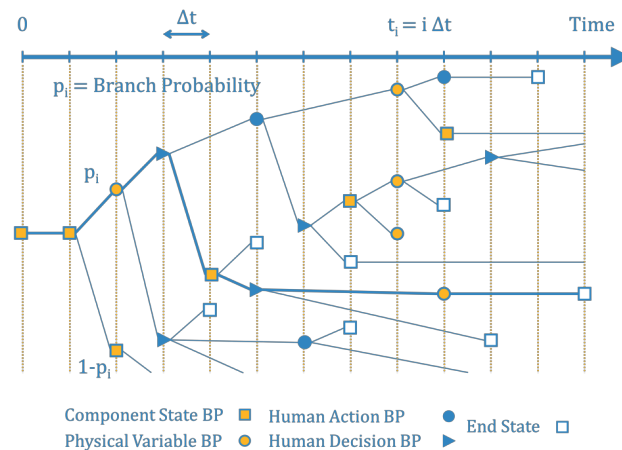 0 Δt t_i = i Δt Time
p_i = Branch Probability
p_i
1-p_i
Component State BP Human Action BP End State
Physical Variable BP Human Decision BP